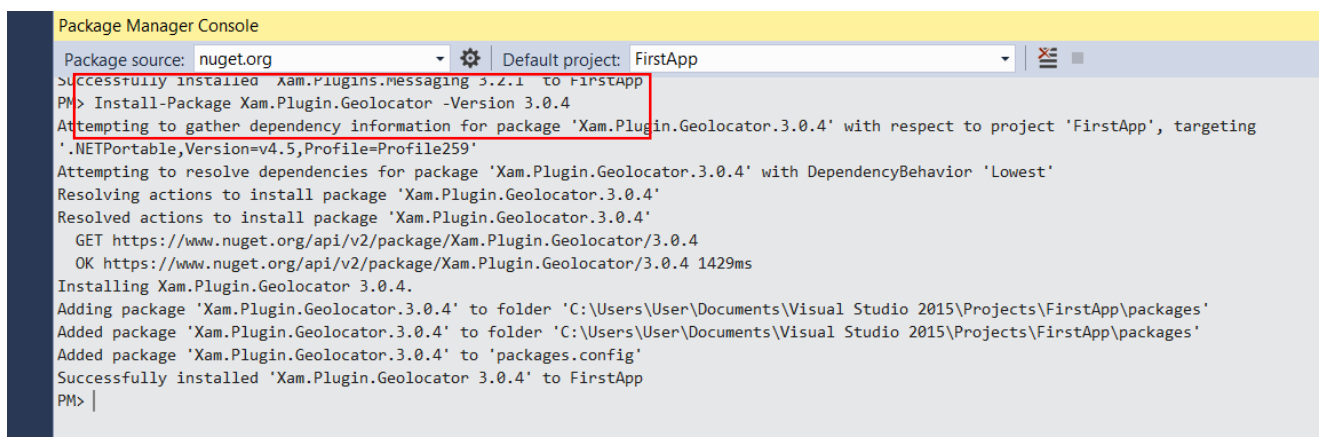 Package Manager Console
Package source: nuget.org Default project: FirstApp
Successfully installed 'Xam.Plugins.Messaging 3.2.1' to FirstApp
PM> Install-Package Xam.Plugin.Geolocator -Version 3.0.4
Attempting to gather dependency information for package 'Xam.Plugin.Geolocator.3.0.4' with respect to project 'FirstApp', targeting
'.NETPortable,Version=v4.5,Profile=Profile259'
Attempting to resolve dependencies for package 'Xam.Plugin.Geolocator.3.0.4' with DependencyBehavior 'Lowest'
Resolving actions to install package 'Xam.Plugin.Geolocator.3.0.4'
Resolved actions to install package 'Xam.Plugin.Geolocator.3.0.4'
GET https://www.nuget.org/api/v2/package/Xam.Plugin.Geolocator/3.0.4
OK https://www.nuget.org/api/v2/package/Xam.Plugin.Geolocator/3.0.4 1429ms
Installing Xam.Plugin.Geolocator 3.0.4.
Adding package 'Xam.Plugin.Geolocator.3.0.4' to folder 'C:\Users\User\Documents\Visual Studio 2015\Projects\FirstApp\packages'
Added package 'Xam.Plugin.Geolocator.3.0.4' to folder 'C:\Users\User\Documents\Visual Studio 2015\Projects\FirstApp\packages'
Added package 'Xam.Plugin.Geolocator.3.0.4' to 'packages.config'
Successfully installed 'Xam.Plugin.Geolocator 3.0.4' to FirstApp
PM>